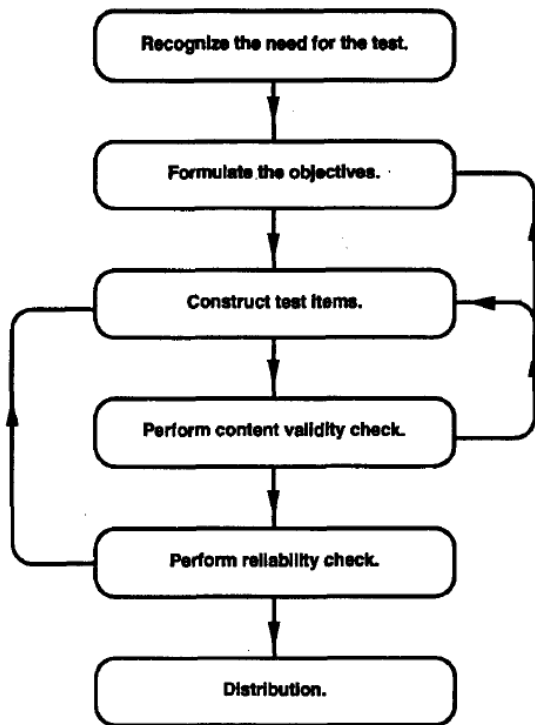 Recognize the need for the test.
Formulate the objectives.
Construct test items.
Perform content validity check.
Perform reliability check.
Distribution.